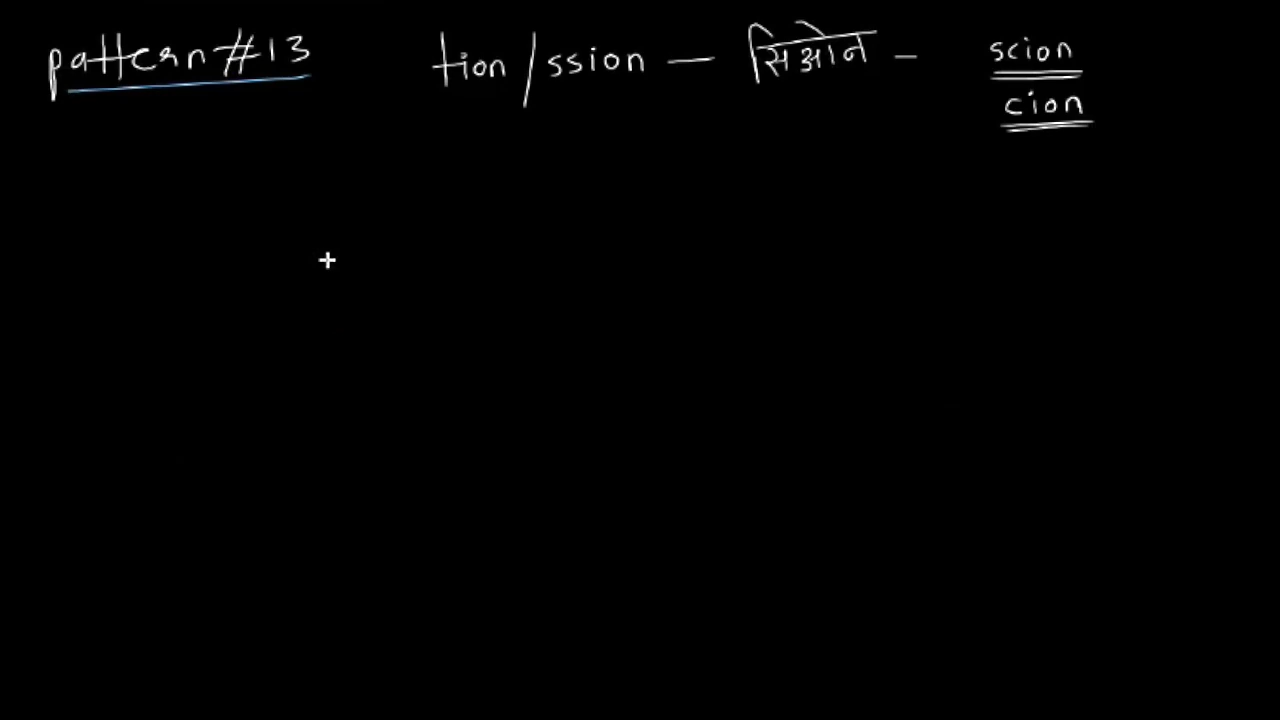 pattern #13 tion/ssion — सिओन – scion
cion